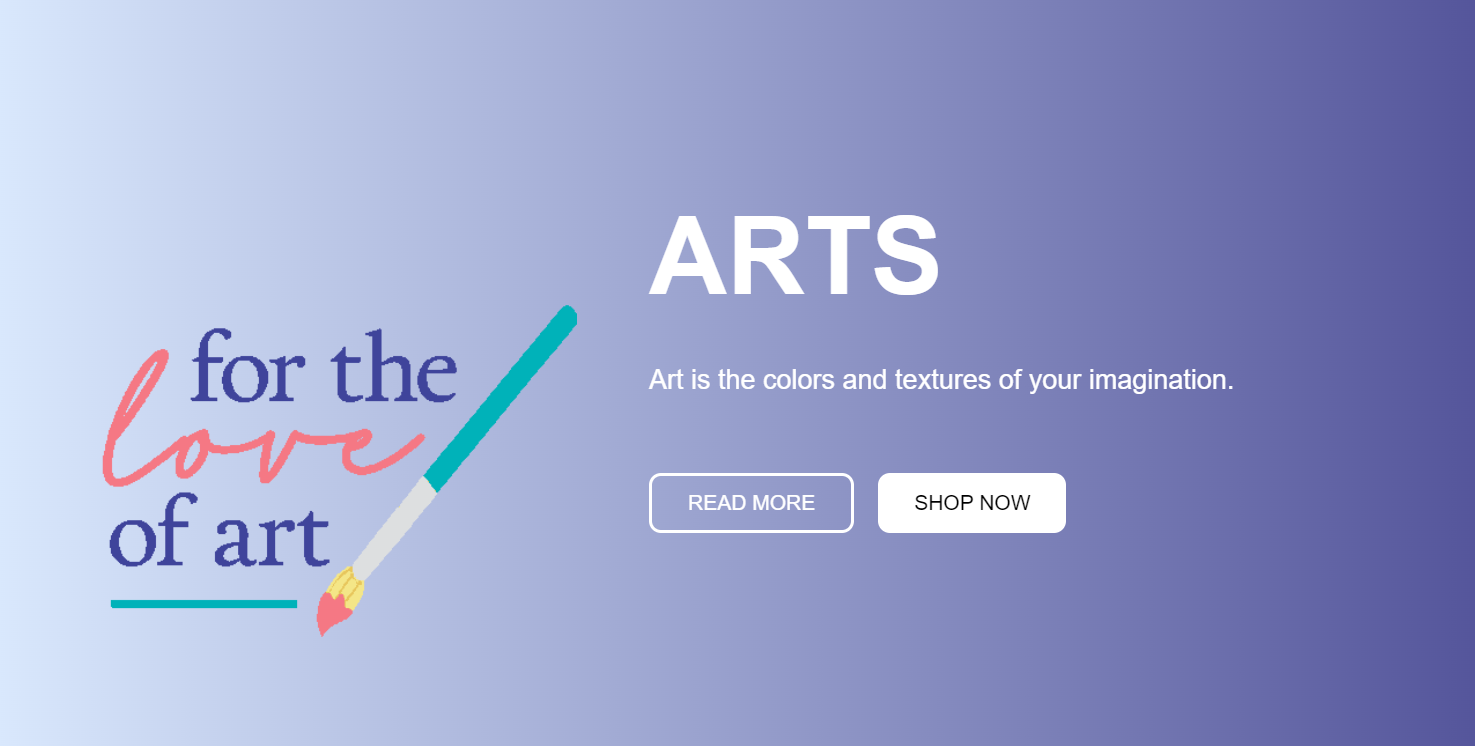 for the
love
of art
ARTS
Art is the colors and textures of your imagination.
READ MORE
SHOP NOW